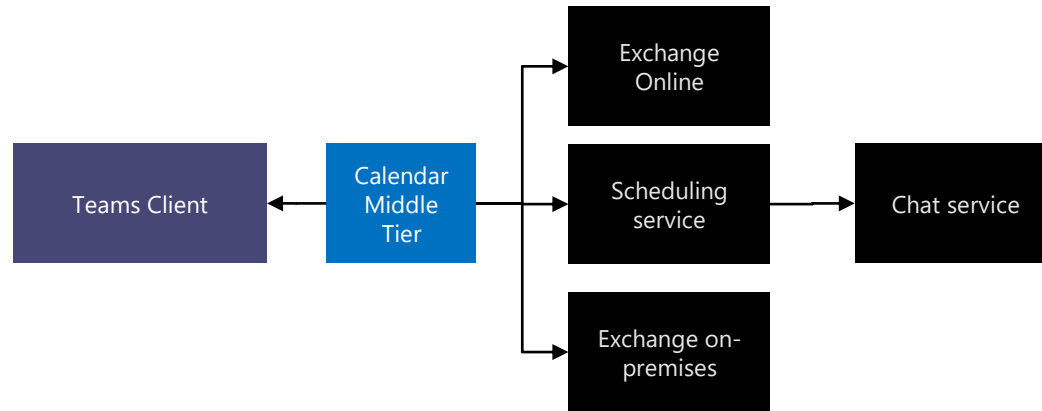 Exchange
Online
Teams Client
Calendar
Middle
Tier
Scheduling
service
Chat service
Exchange on-
premises